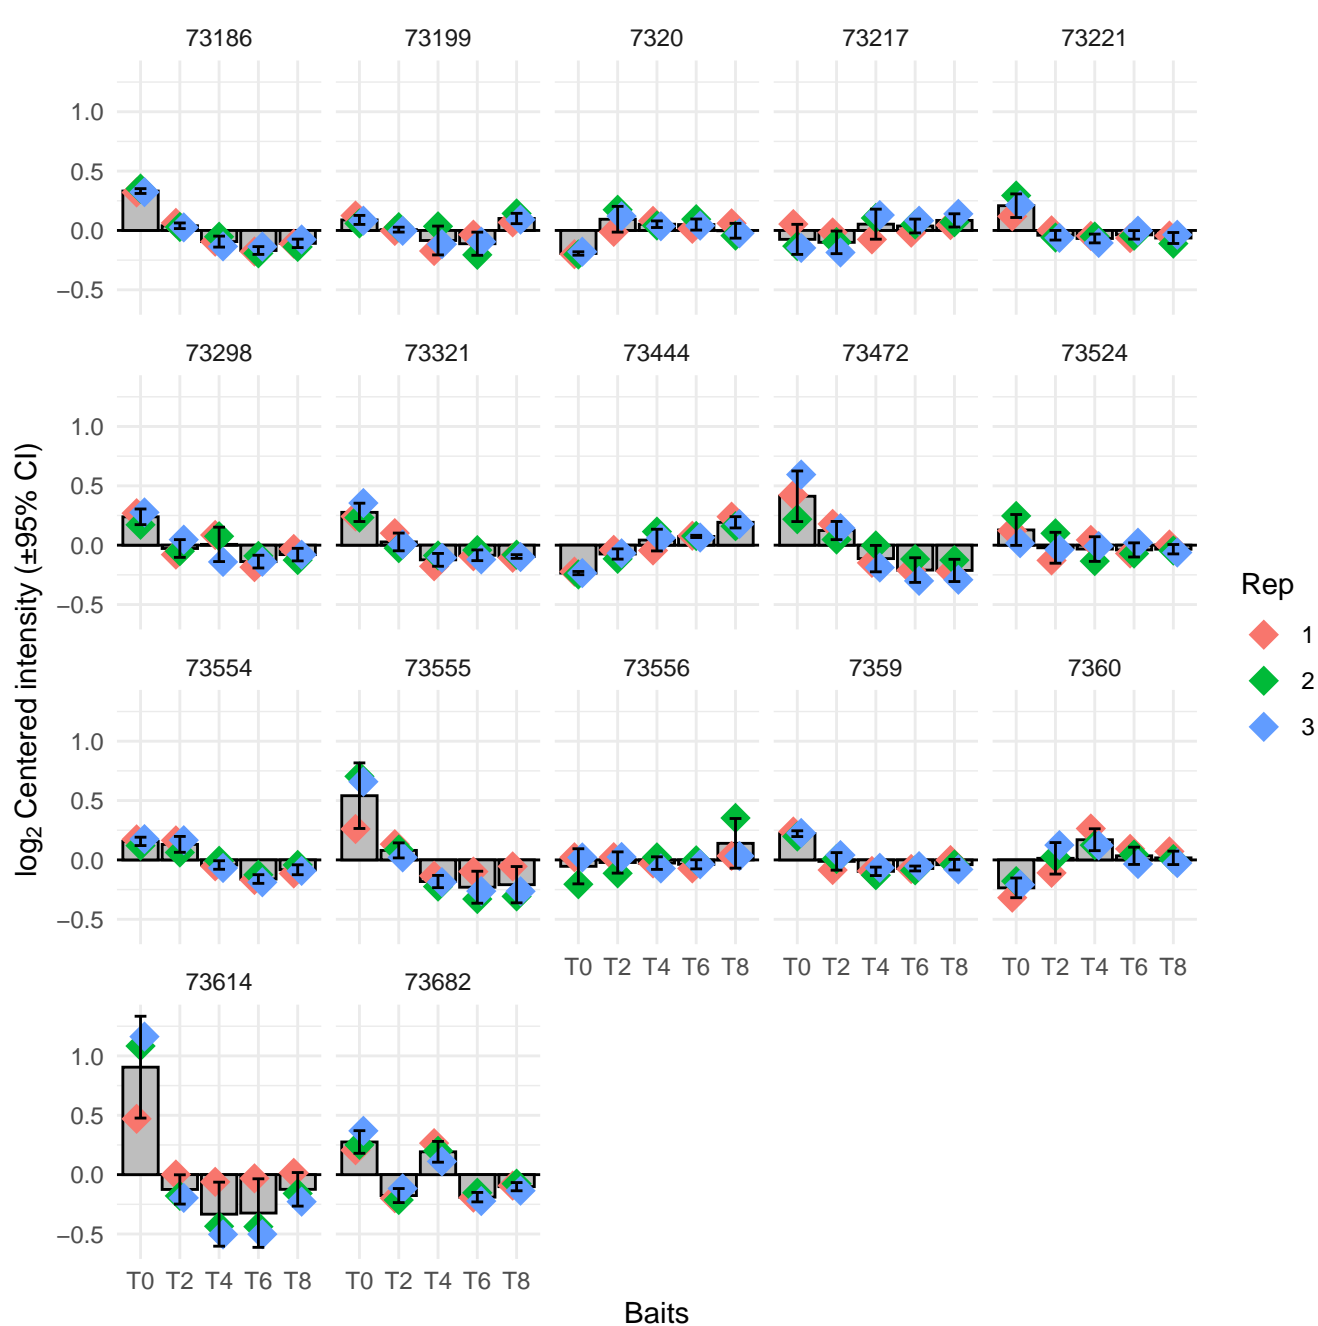 73186 73199 7320 73217 73221
1.0
0.5
0.0
−0.5
73298 73321 73444 73472 73524
1.0
0.5
0.0
−0.5
73554 73555 73556 7359 7360
1.0
0.5
0.0
−0.5
T0 T2 T4 T6 T8 T0 T2 T4 T6 T8 T0 T2 T4 T6 T8
73614 73682
1.0
0.5
0.0
−0.5
T0 T2 T4 T6 T8 T0 T2 T4 T6 T8
Baits
log₂ Centered intensity (±95% CI)
Rep
1
2
3